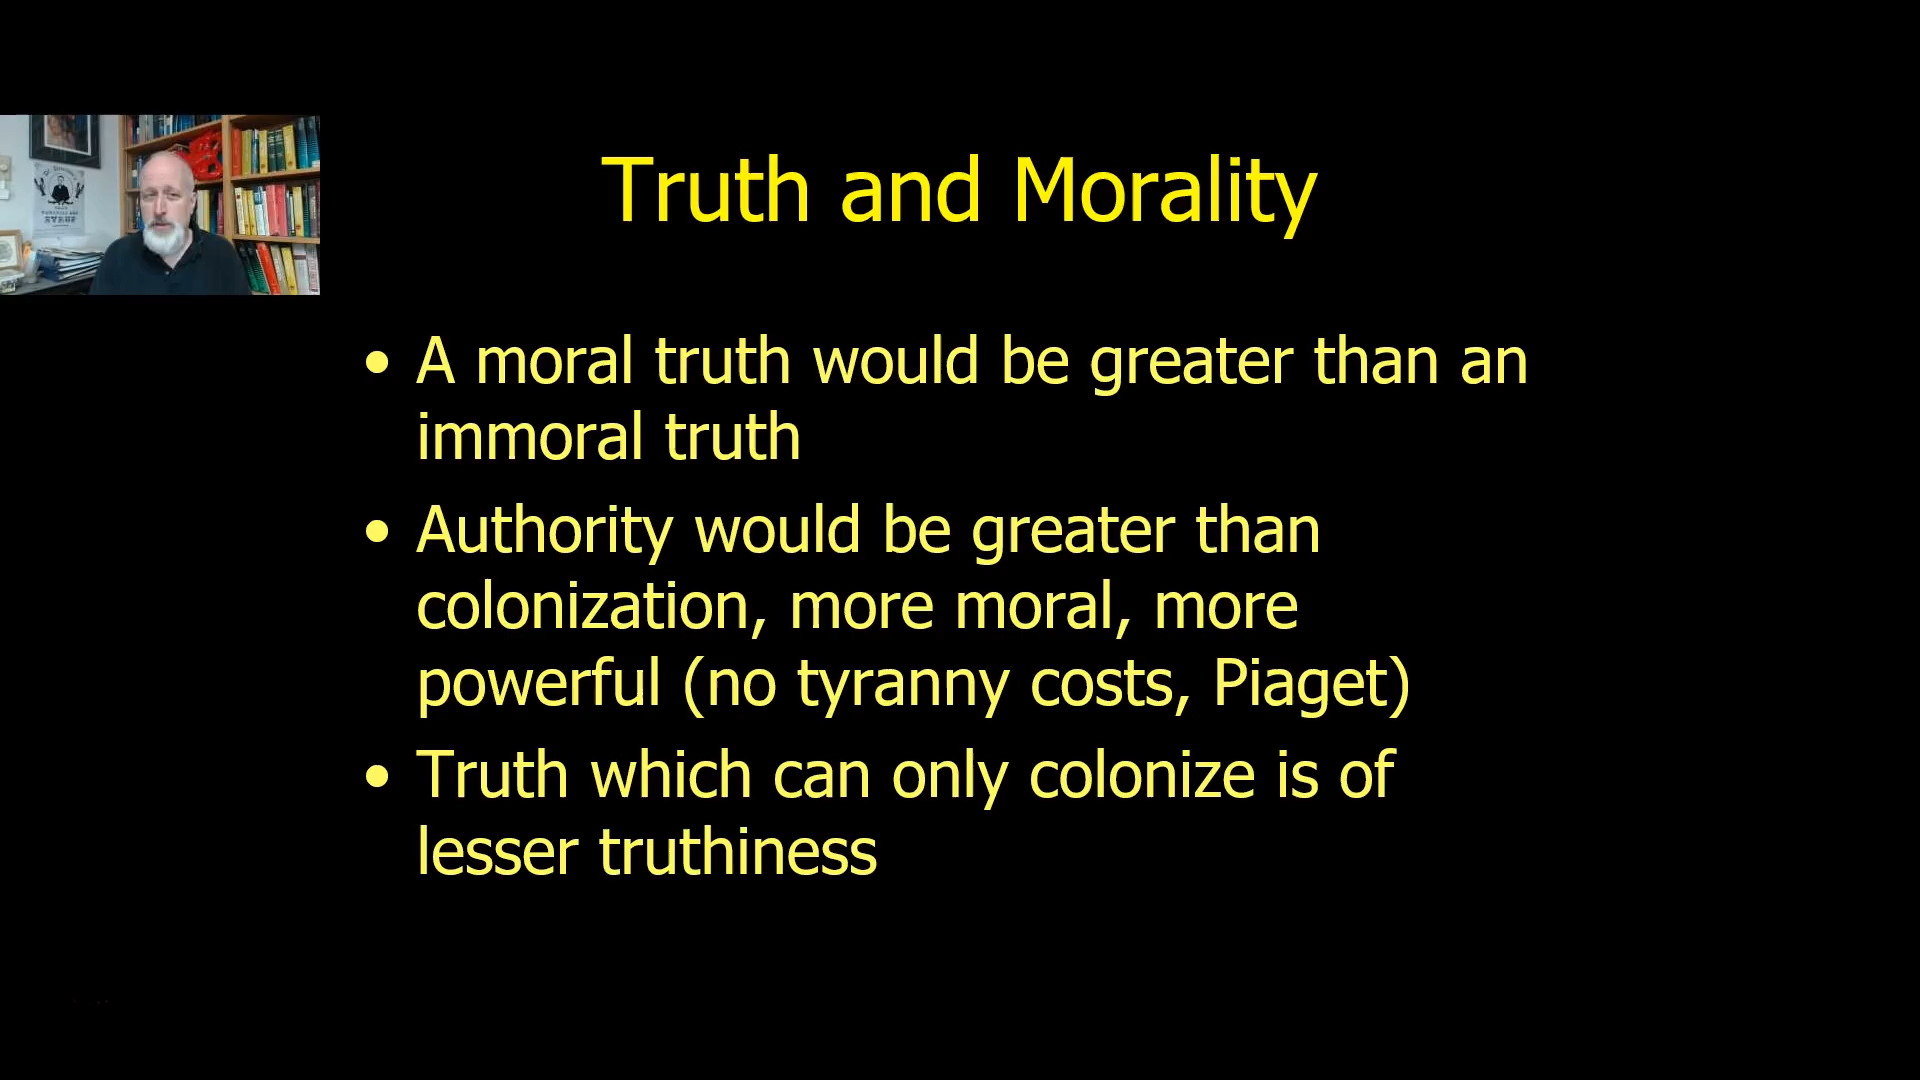 Truth and Morality
• A moral truth would be greater than an
immoral truth
• Authority would be greater than
colonization, more moral, more
powerful (no tyranny costs, Piaget)
• Truth which can only colonize is of
lesser truthiness